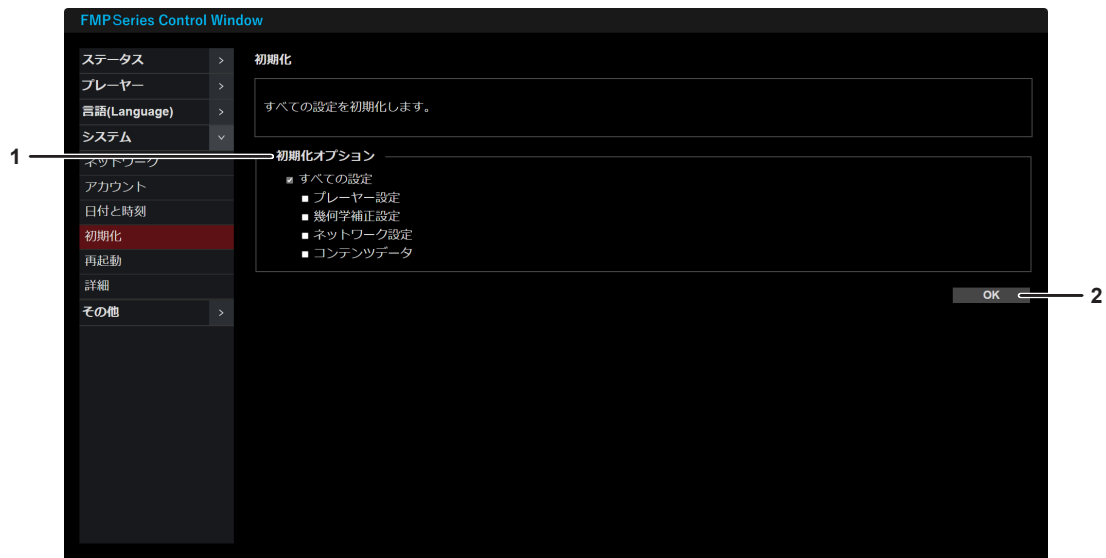 FMP Series Control Window
ステータス >
プレーヤー >
言語(Language) >
システム
ネットワーク
アカウント
日付と時刻
初期化
再起動
詳細
その他 >
初期化
すべての設定を初期化します。
1
初期化オプション
すべての設定
プレーヤー設定
幾何学補正設定
ネットワーク設定
コンテンツデータ
OK
2